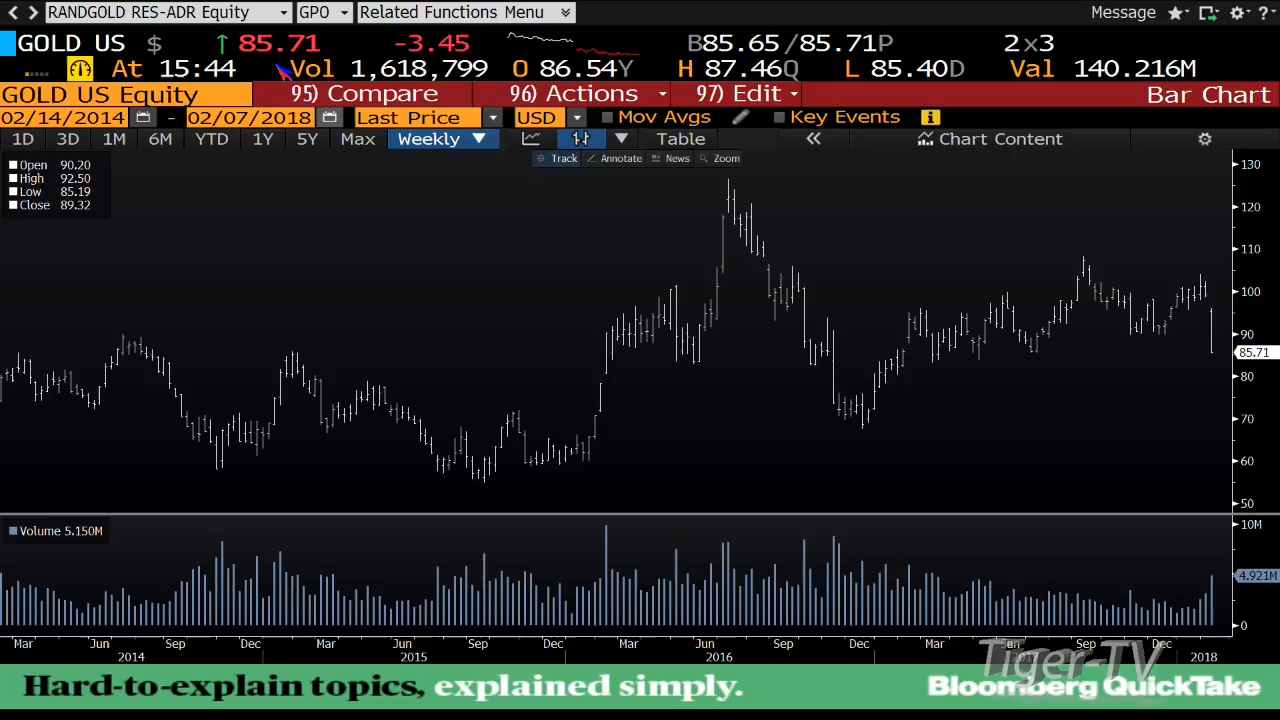 RANDGOLD RES-ADR Equity GPO Related Functions Menu Message ?
GOLD US $ ↑ 85.71 -3.45 B85.65/85.71P 2x3
At 15:44 Vol 1,618,799 O 86.54Y H 87.46Q L 85.40D Val 140.216M
GOLD US Equity 95) Compare 96) Actions 97) Edit Bar Chart
02/14/2014 - 02/07/2018 Last Price USD Mov Avgs Key Events i
1D 3D 1M 6M YTD 1Y 5Y Max Weekly ▼ Table « Chart Content
Track Annotate News Zoom
Open 90.20
High 92.50
Low 85.19
Close 89.32
130
120
110
100
90
85.71
80
70
60
50
Volume 5.150M
10M
4.921M
0
Mar Jun Sep Dec Mar Jun Sep Dec Mar Jun Sep Dec Mar Jun Sep Dec
2014 2015 2016 2017 2018
Tiger-TV
Hard-to-explain topics, explained simply. Bloomberg QuickTake